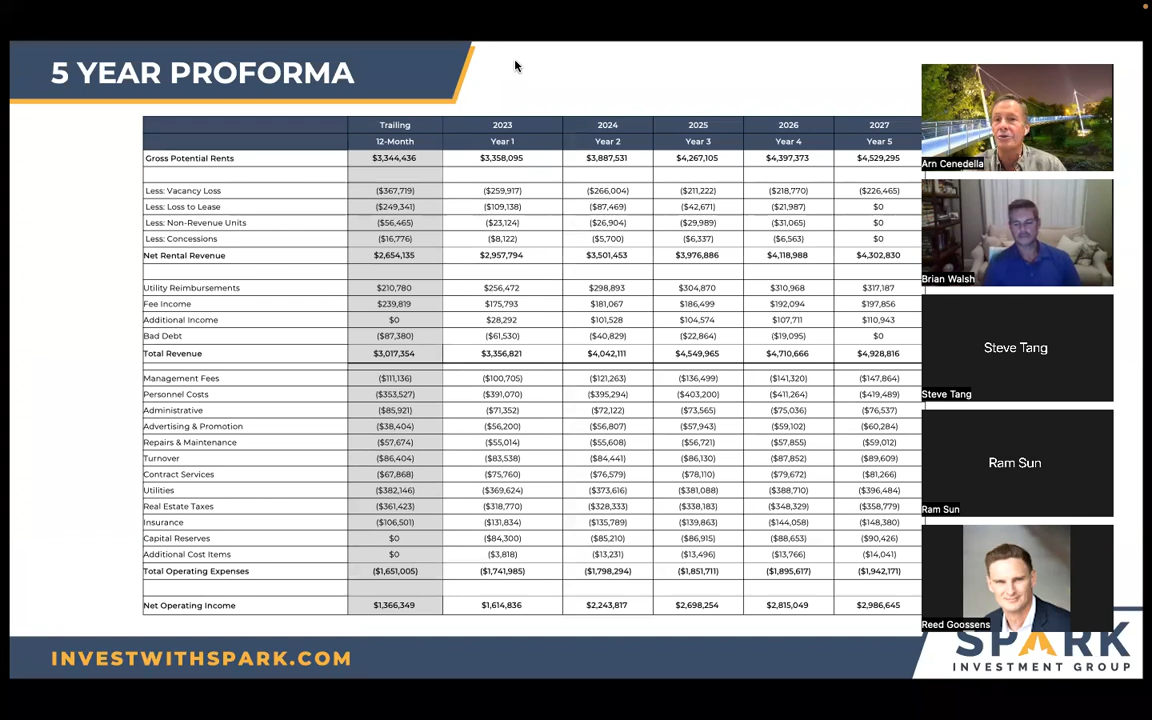 5 YEAR PROFORMA
Trailing 2023 2024 2025 2026 2027
12-Month Year 1 Year 2 Year 3 Year 4 Year 5
Gross Potential Rents $3,344,436 $3,358,095 $3,887,531 $4,267,105 $4,397,373 $4,529,295
Less: Vacancy Loss ($367,719) ($259,917) ($266,004) ($211,222) ($218,770) ($226,465)
Less: Loss to Lease ($249,341) ($109,138) ($87,469) ($42,671) ($21,987) $0
Less: Non-Revenue Units ($56,465) ($23,124) ($26,904) ($29,989) ($31,065) $0
Less: Concessions ($16,776) ($8,122) ($5,700) ($6,337) ($6,563) $0
Net Rental Revenue $2,654,135 $2,957,794 $3,501,453 $3,976,886 $4,118,988 $4,302,830
Utility Reimbursements $210,780 $256,472 $298,893 $304,870 $310,968 $317,187
Fee Income $239,819 $175,793 $181,067 $186,499 $192,094 $197,856
Additional Income $0 $28,292 $101,528 $104,574 $107,711 $110,943
Bad Debt ($87,380) ($61,530) ($40,829) ($22,864) ($19,095) $0
Total Revenue $3,017,354 $3,356,821 $4,042,111 $4,549,965 $4,710,666 $4,928,816
Management Fees ($111,136) ($100,705) ($121,263) ($136,499) ($141,320) ($147,864)
Personnel Costs ($353,527) ($391,070) ($395,294) ($403,200) ($411,264) ($419,489)
Administrative ($85,921) ($71,352) ($72,122) ($73,565) ($75,036) ($76,537)
Advertising & Promotion ($38,404) ($56,200) ($56,807) ($57,943) ($59,102) ($60,284)
Repairs & Maintenance ($57,674) ($55,014) ($55,608) ($56,721) ($57,855) ($59,012)
Turnover ($86,404) ($83,538) ($84,441) ($86,130) ($87,852) ($89,609)
Contract Services ($67,868) ($75,760) ($76,579) ($78,110) ($79,672) ($81,266)
Utilities ($382,146) ($369,624) ($373,616) ($381,088) ($388,710) ($396,484)
Real Estate Taxes ($361,423) ($318,770) ($328,333) ($338,183) ($348,329) ($358,779)
Insurance ($106,501) ($131,834) ($135,789) ($139,863) ($144,058) ($148,380)
Capital Reserves $0 ($84,300) ($85,210) ($86,915) ($88,653) ($90,426)
Additional Cost Items $0 ($3,818) ($13,231) ($13,496) ($13,766) ($14,041)
Total Operating Expenses ($1,651,005) ($1,741,985) ($1,798,294) ($1,851,711) ($1,895,617) ($1,942,171)
Net Operating Income $1,366,349 $1,614,836 $2,243,817 $2,698,254 $2,815,049 $2,986,645
Arn Cenedella
Brian Walsh
Steve Tang
Steve Tang
Ram Sun
Ram Sun
Reed Goossens
INVESTWITHSPARK.COM
SPARK
INVESTMENT GROUP